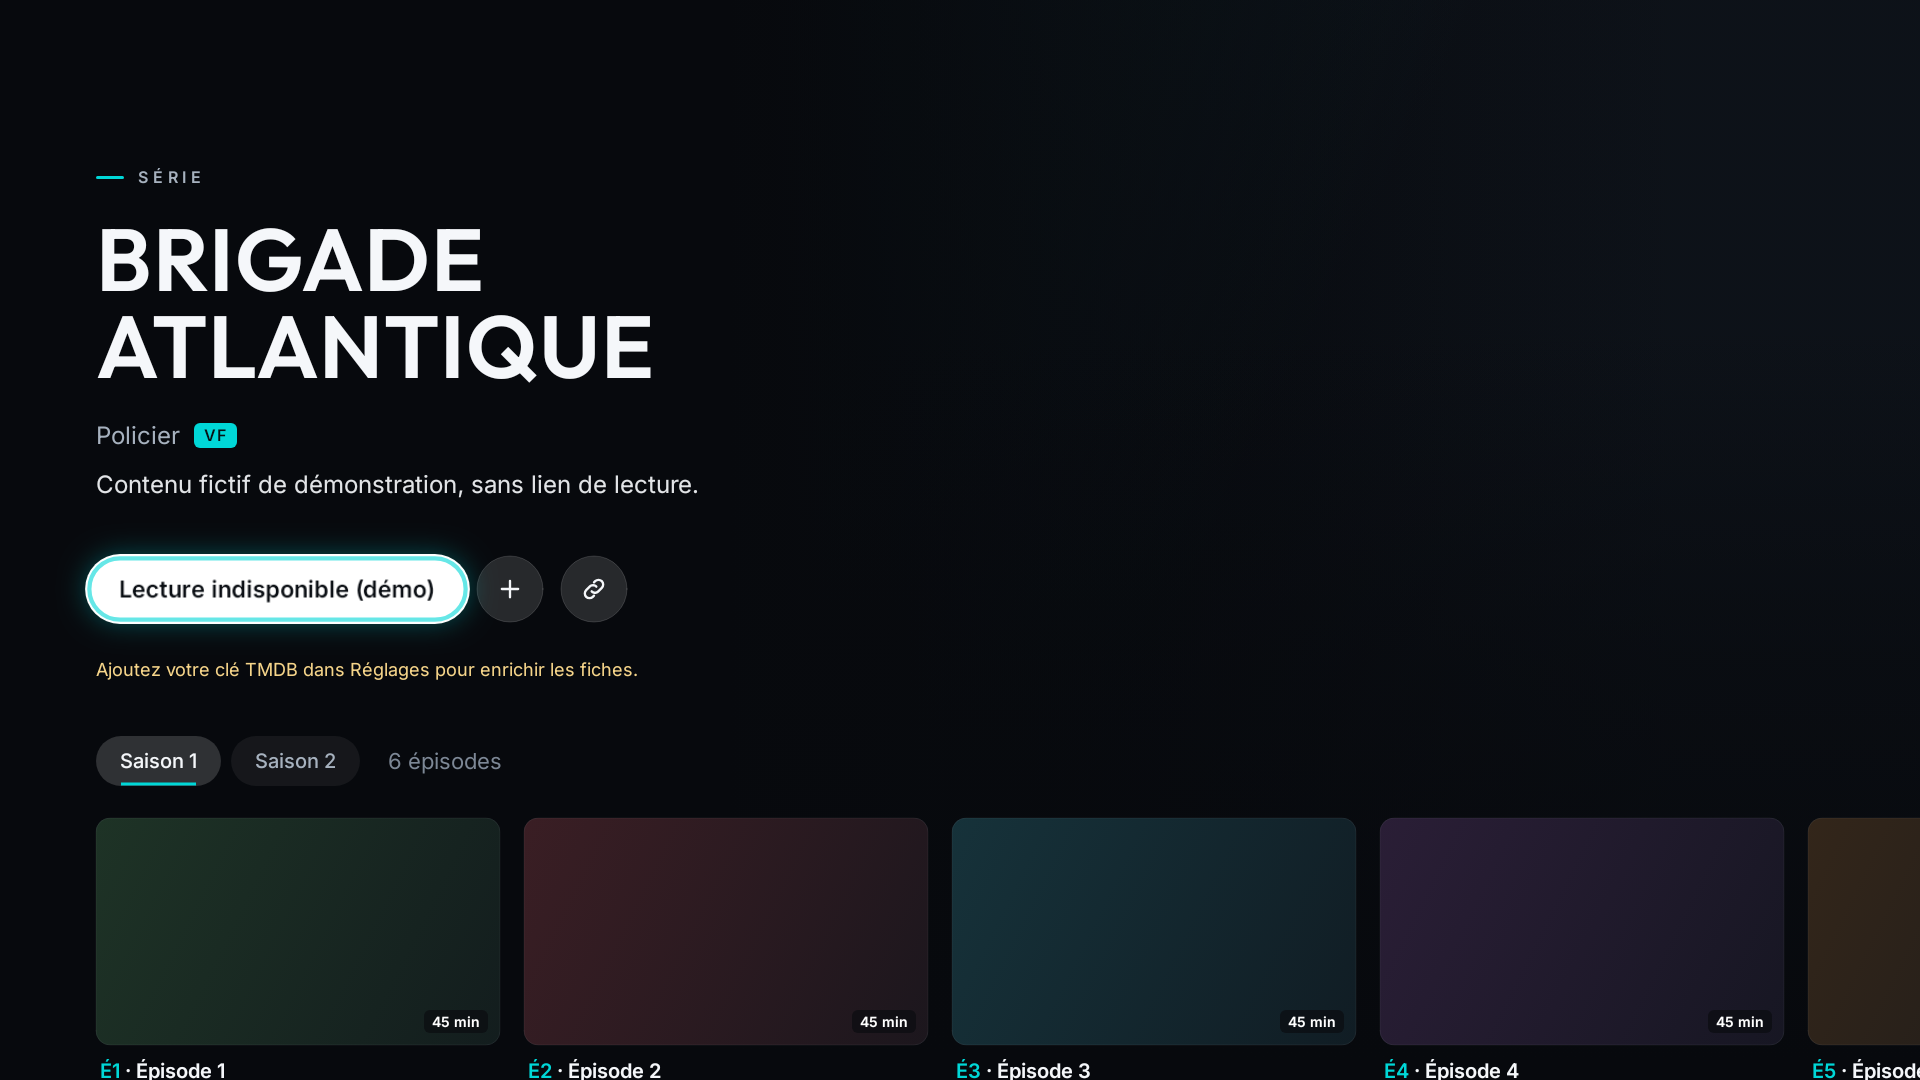 SÉRIE
BRIGADE
ATLANTIQUE
Policier VF
Contenu fictif de démonstration, sans lien de lecture.
Lecture indisponible (démo)
Ajoutez votre clé TMDB dans Réglages pour enrichir les fiches.
Saison 1 Saison 2 6 épisodes
45 min 45 min 45 min 45 min
É1 · Épisode 1 É2 · Épisode 2 É3 · Épisode 3 É4 · Épisode 4 É5 ·